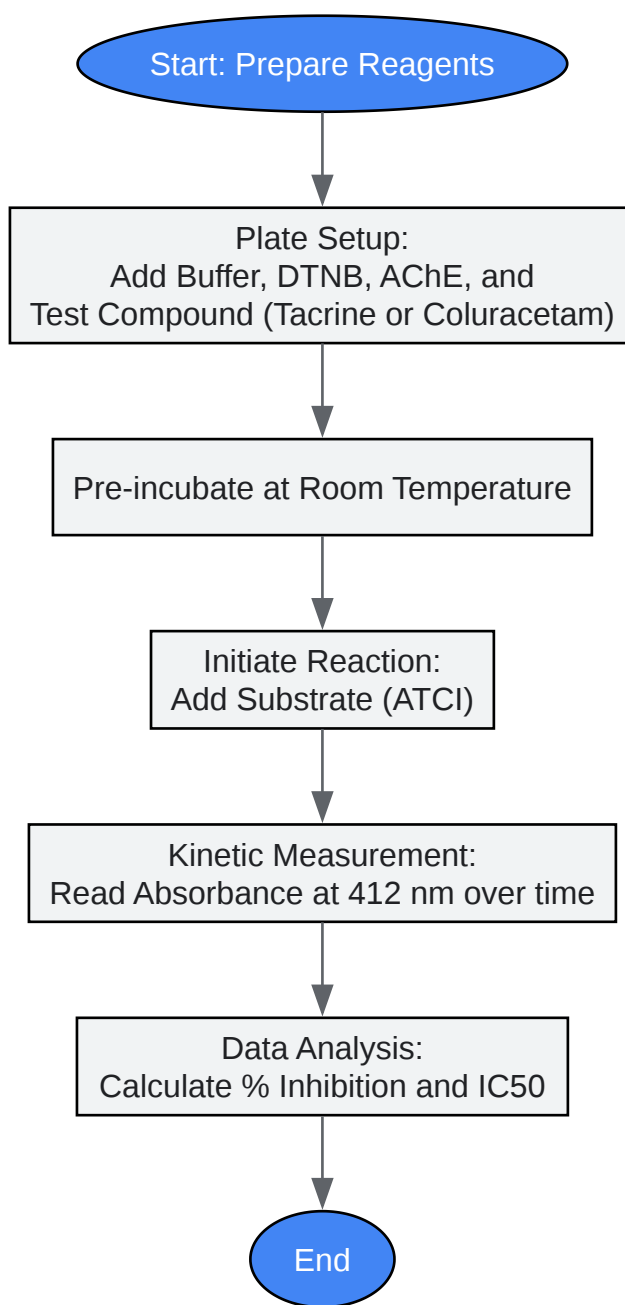 Start: Prepare Reagents
Plate Setup:
Add Buffer, DTNB, AChE, and
Test Compound (Tacrine or Coluracetam)
Pre-incubate at Room Temperature
Initiate Reaction:
Add Substrate (ATCI)
Kinetic Measurement:
Read Absorbance at 412 nm over time
Data Analysis:
Calculate % Inhibition and IC50
End